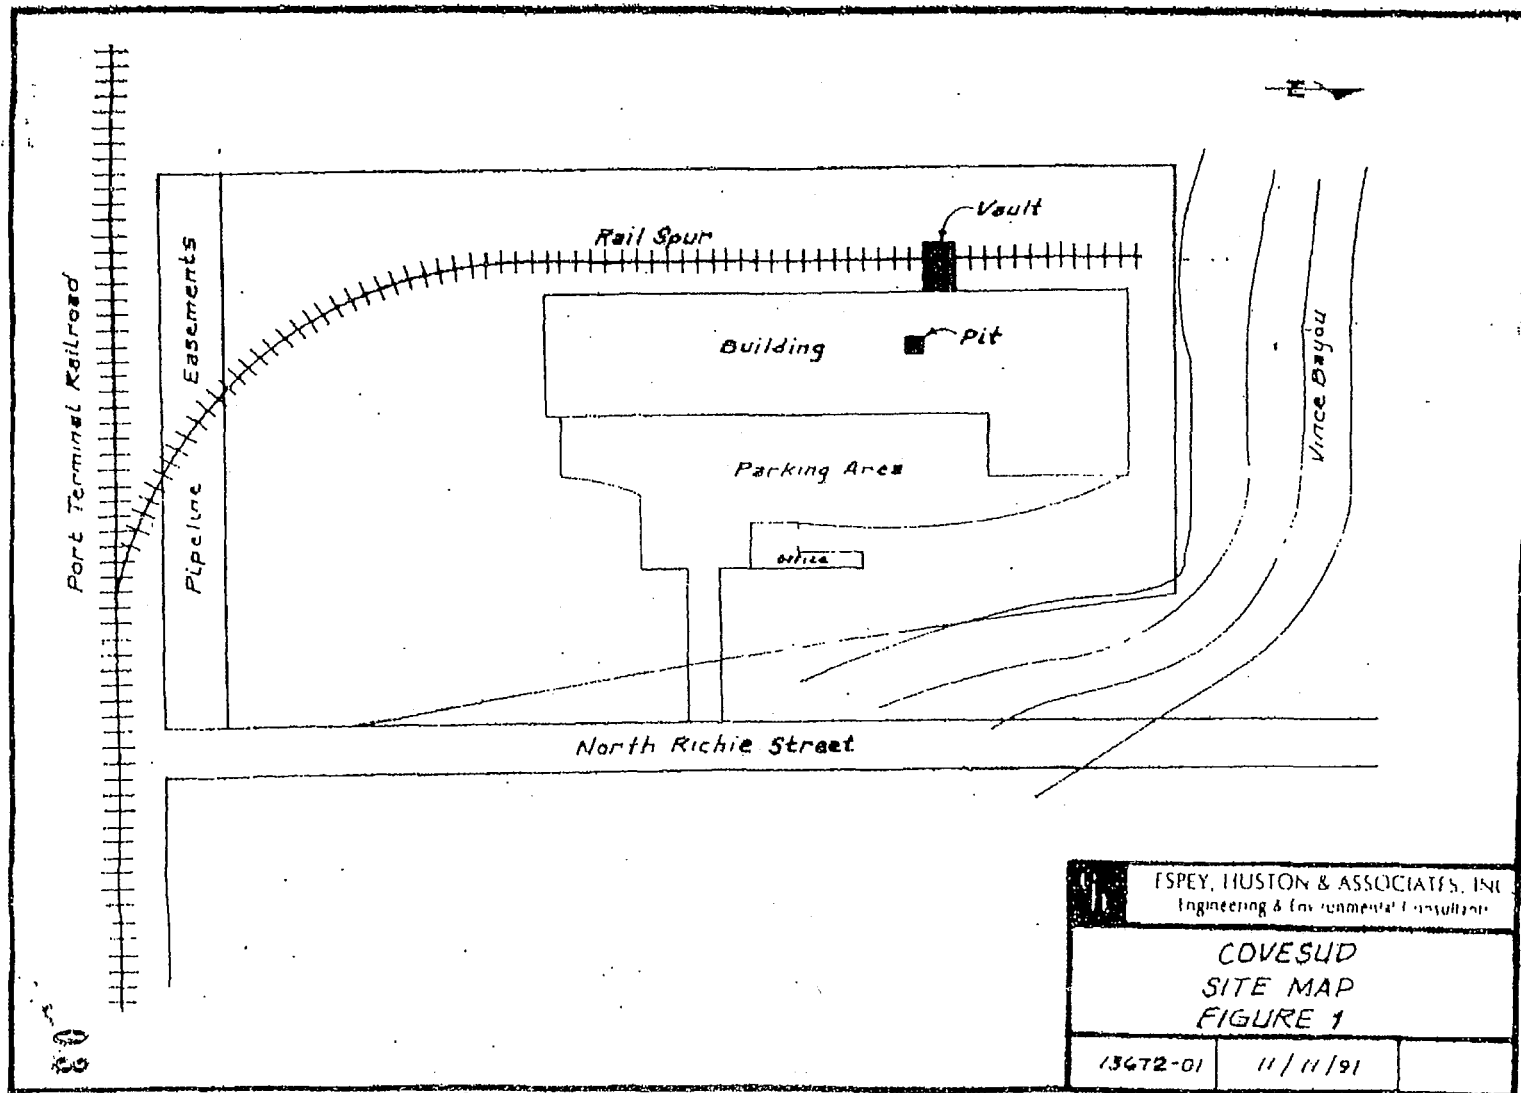 N
Vault
Rail Spur
Pit
Building
Port Terminal Railroad
Pipeline Easements
Vince Bayou
Parking Area
Office
North Richie Street
ESPEY, HUSTON & ASSOCIATES, INC
Engineering & Environmental Consultants
COVESUD
SITE MAP
FIGURE 1
13672-01
11/11/91